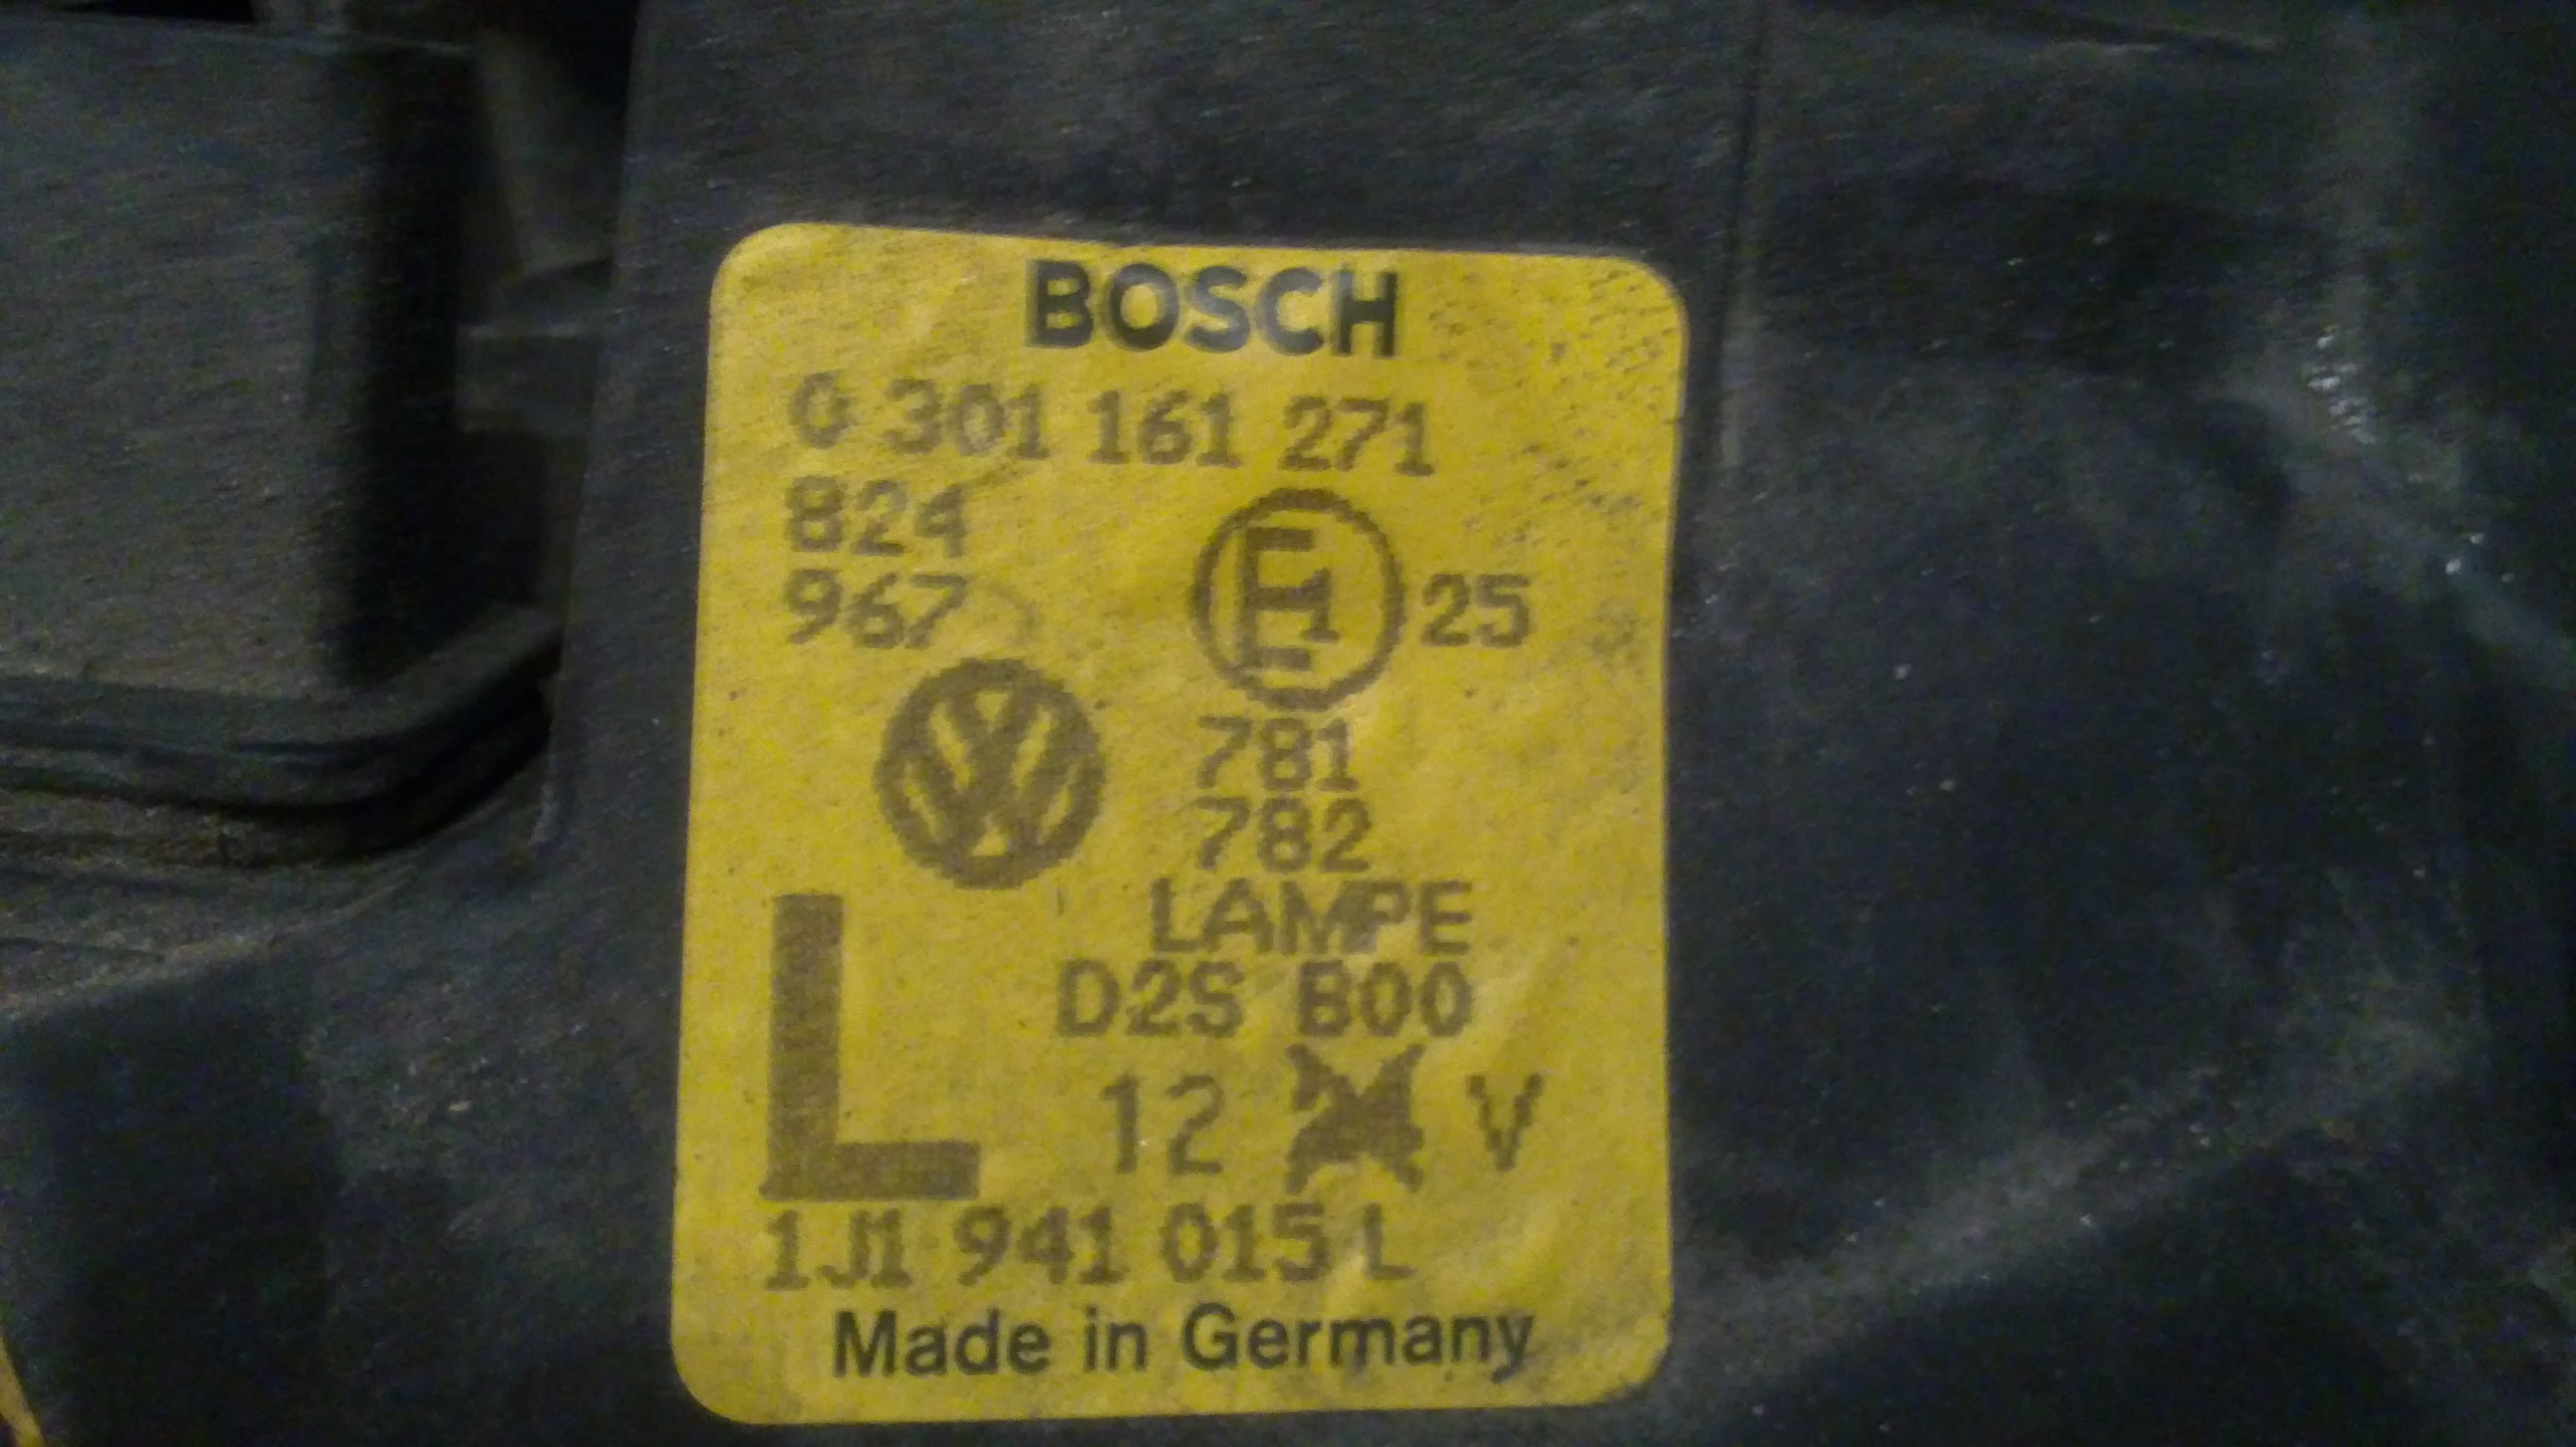 BOSCH
0 301 161 271
824
967
E1 25
781
782
LAMPE
D2S B00
L
12 V
1J1 941 015 L
Made in Germany